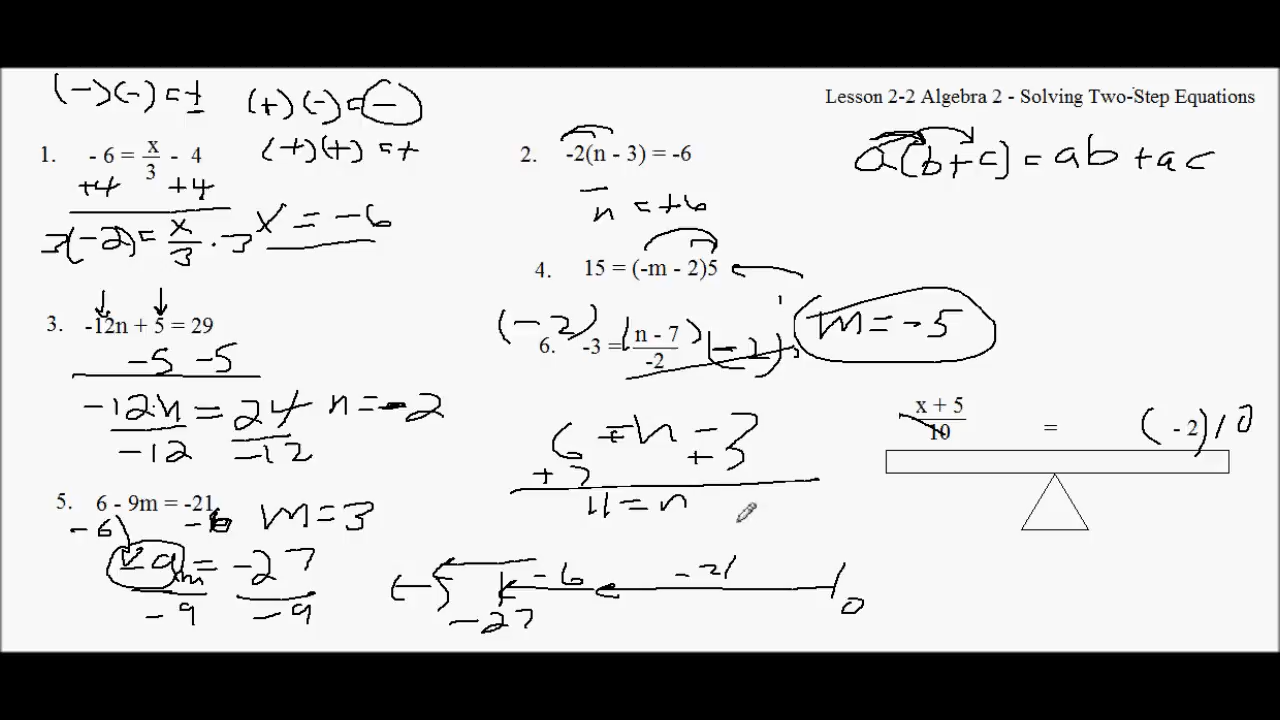 (-)(-) = +
(+)(-) = -
(+)(+) = +
Lesson 2-2 Algebra 2 - Solving Two-Step Equations
a(b+c) = ab + ac
1. - 6 = x/3 - 4
+4 +4
3(-2) = x/3 . 3
x = -6
2. -2(n - 3) = -6
n = +6
3. -12n + 5 = 29
-5 -5
-12n = 24
-12 -12
n = -2
4. 15 = (-m - 2)5
m = -5
5. 6 - 9m = -21
-6 -6
-9m = -27
-9 -9
m = 3
6. -3 = n - 7/-2
(-2) ( ) (-2)
6 = n - 7
+7 +
11 = n
x + 5/10 = (-2)10
-6 -21
-27 0